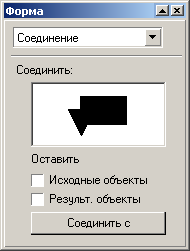 Форма
Соединение
Соединить:
Оставить
Исходные объекты
Результ. объекты
Соединить с